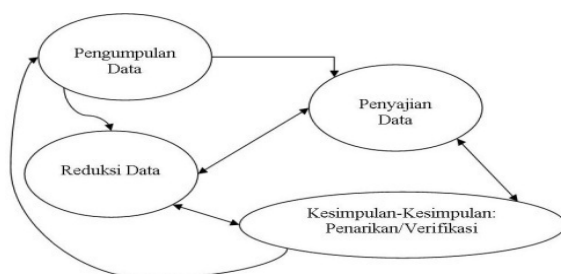 Pengumpulan
Data
Penyajian
Data
Reduksi Data
Kesimpulan-Kesimpulan:
Penarikan/Verifikasi